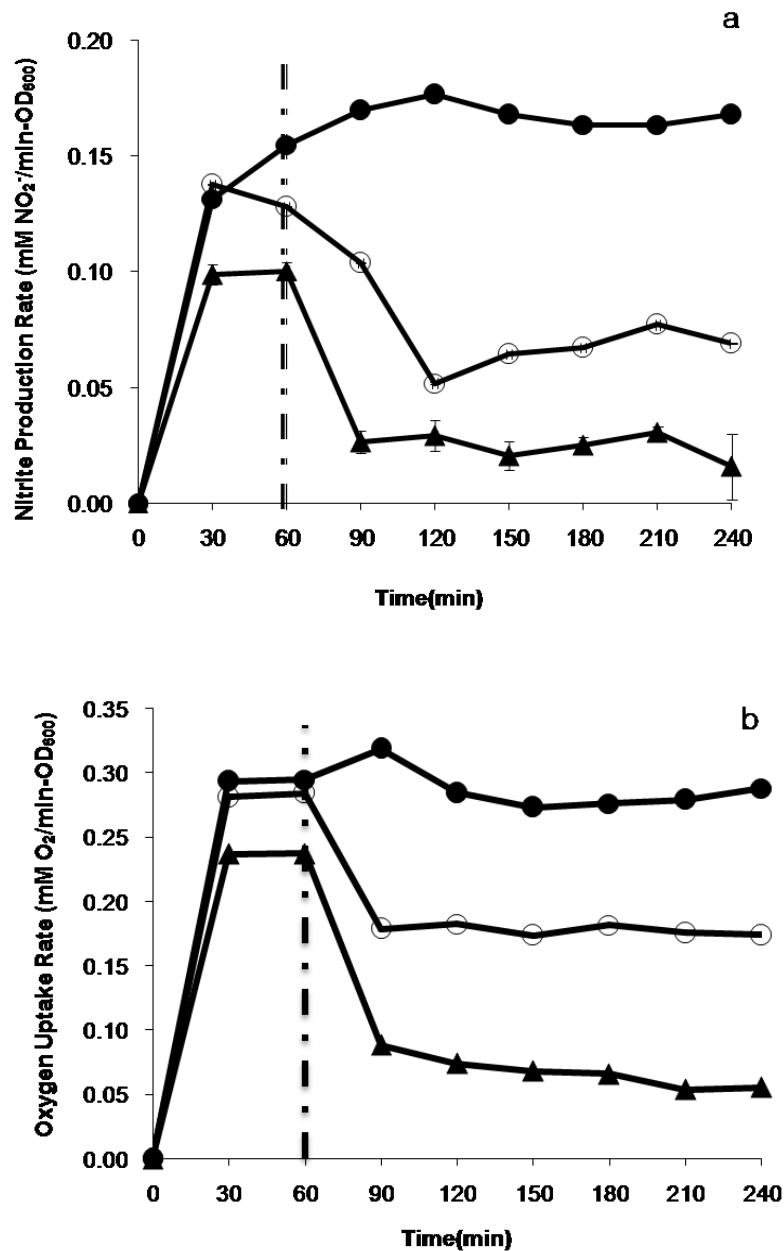 a
0.20
0.15
0.10
0.05
0.00
Nitrite Production Rate (mM NO₂⁻/min-OD₆₀₀)
0 30 60 90 120 150 180 210 240
Time(min)
b
0.35
0.30
0.25
0.20
0.15
0.10
0.05
0.00
Oxygen Uptake Rate (mM O₂/min-OD₆₀₀)
0 30 60 90 120 150 180 210 240
Time(min)